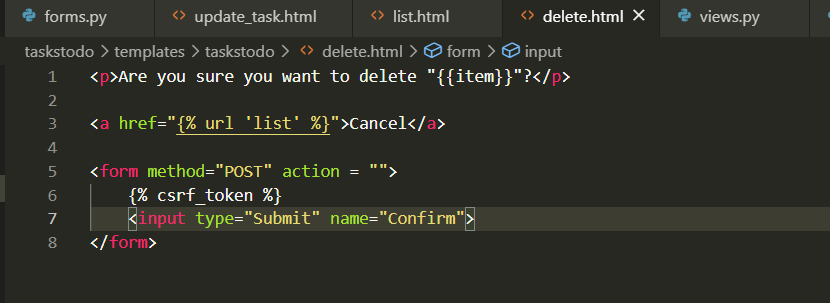 forms.py update_task.html list.html delete.html views.py
taskstodo > templates > taskstodo > delete.html > form > input
1 <p>Are you sure you want to delete "{{item}}"?</p>
2
3 <a href="{% url 'list' %}">Cancel</a>
4
5 <form method="POST" action = "">
6 {% csrf_token %}
7 <input type="Submit" name="Confirm">
8 </form>